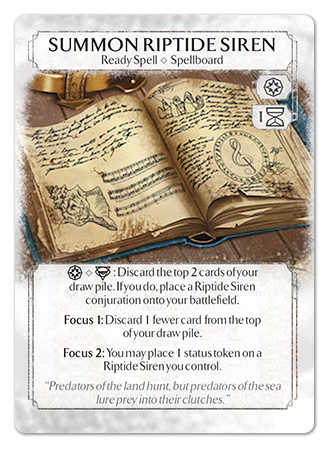 SUMMON RIPTIDE SIREN
Ready Spell ⬦ Spellboard
1
⬦ : Discard the top 2 cards of your
draw pile. If you do, place a Riptide Siren
conjuration onto your battlefield.
Focus 1: Discard 1 fewer card from the top
of your draw pile.
Focus 2: You may place 1 status token on a
Riptide Siren you control.
"Predators of the land hunt, but predators of the sea
lure prey into their clutches."